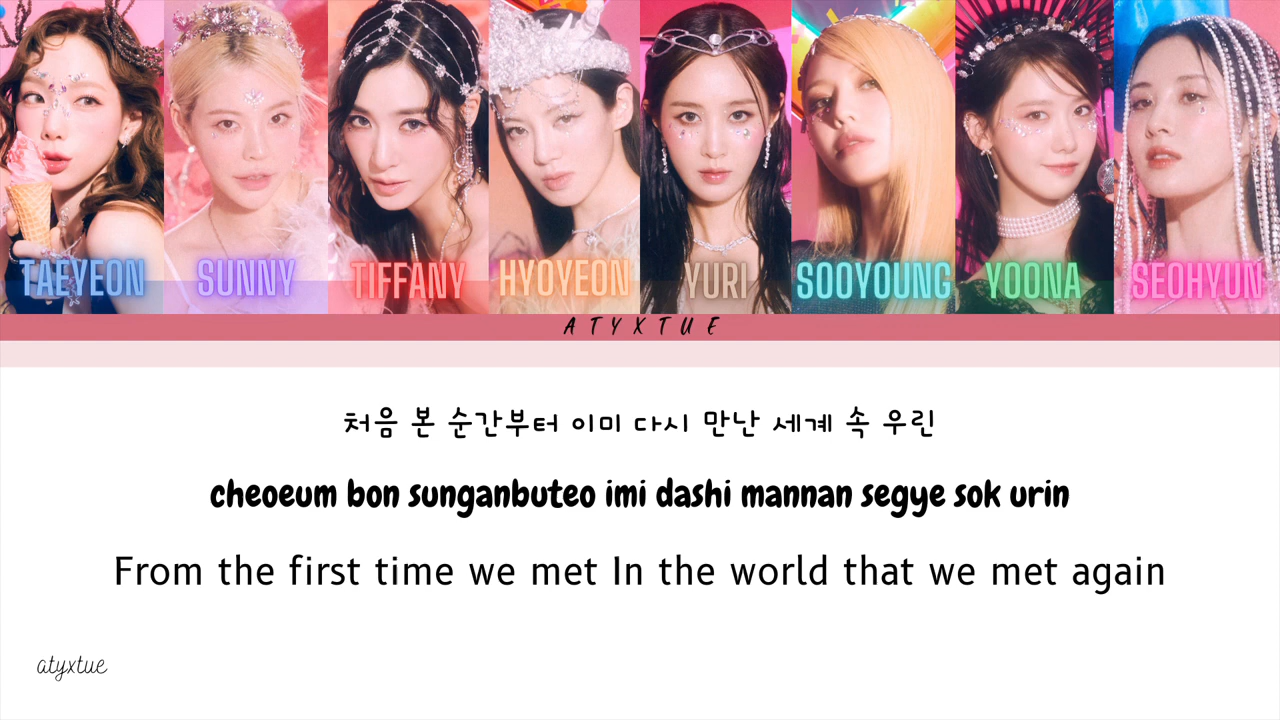 TAEYEON SUNNY TIFFANY HYOYEON YURI SOOYOUNG YOONA SEOHYUN
ATYXTUE
처음 본 순간부터 이미 다시 만난 세계 속 우린
cheoeum bon sunganbuteo imi dashi mannan segye sok urin
From the first time we met In the world that we met again
atyxtue